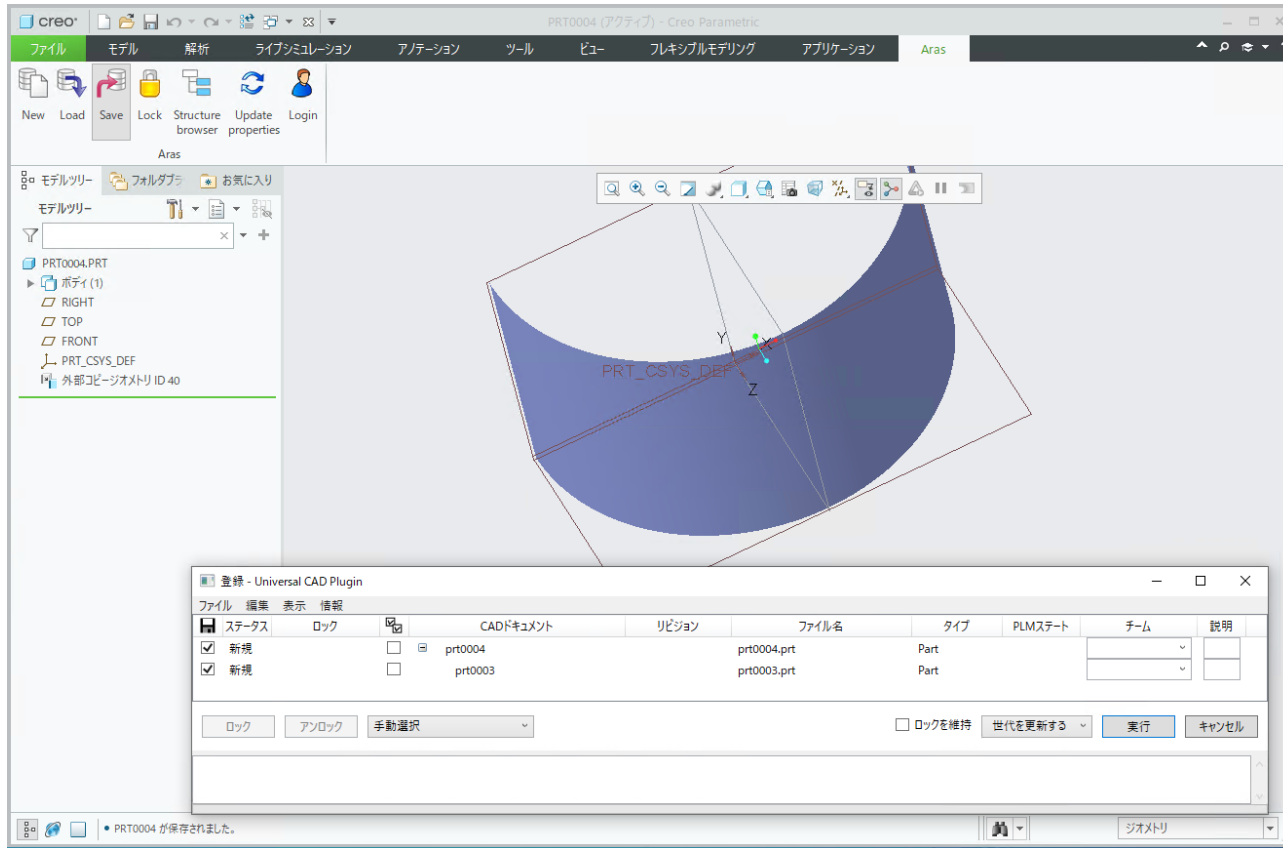 creo
PRT0004 (アクティブ) - Creo Parametric
ファイル モデル 解析 ライブシミュレーション アノテーション ツール ビュー フレキシブルモデリング アプリケーション Aras
New Load Save Lock Structure browser Update properties Login
Aras
モデルツリー フォルダブラ お気に入り
モデルツリー
PRT0004.PRT
ボディ (1)
RIGHT
TOP
FRONT
PRT_CSYS_DEF
外部コピージオメトリ ID 40
Y
X
PRT_CSYS_DEF
Z
登録 - Universal CAD Plugin
ファイル 編集 表示 情報
ステータス ロック CADドキュメント リビジョン ファイル名 タイプ PLMステート チーム 説明
新規 prt0004 prt0004.prt Part
新規 prt0003 prt0003.prt Part
ロック アンロック 手動選択 ロックを維持 世代を更新する 実行 キャンセル
• PRT0004 が保存されました。
ジオメトリ